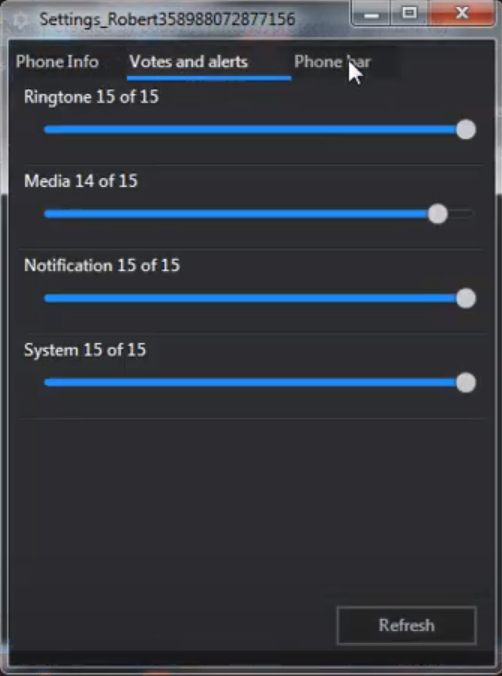 Settings_Robert358988072877156
Phone Info Votes and alerts Phone bar
Ringtone 15 of 15
Media 14 of 15
Notification 15 of 15
System 15 of 15
Refresh